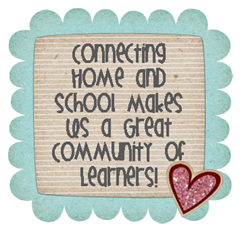 Connecting
Home and
School makes
us a great
community of
Learners!